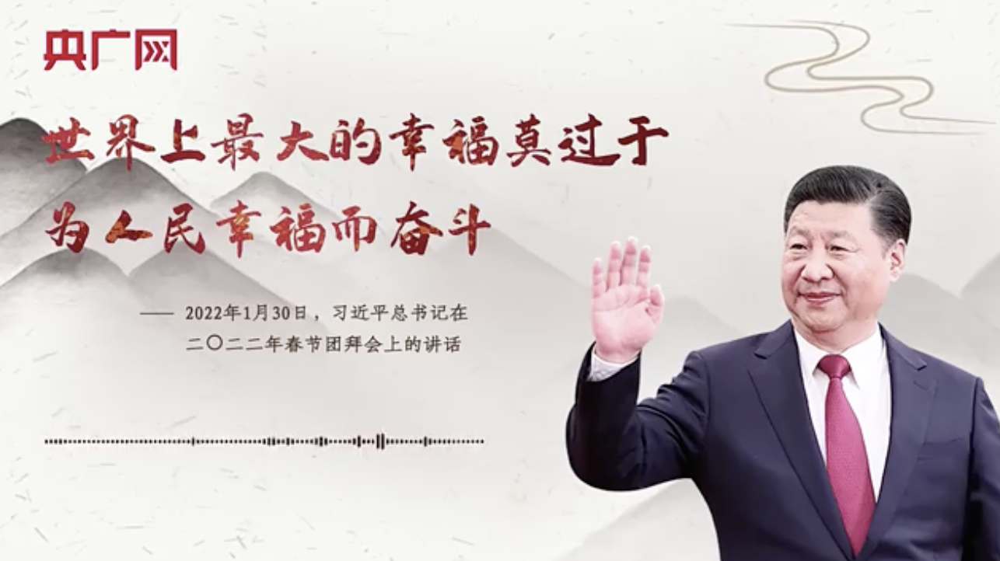 央广网
世界上最大的幸福莫过于
为人民幸福而奋斗
—— 2022年1月30日，习近平总书记在
二〇二二年春节团拜会上的讲话